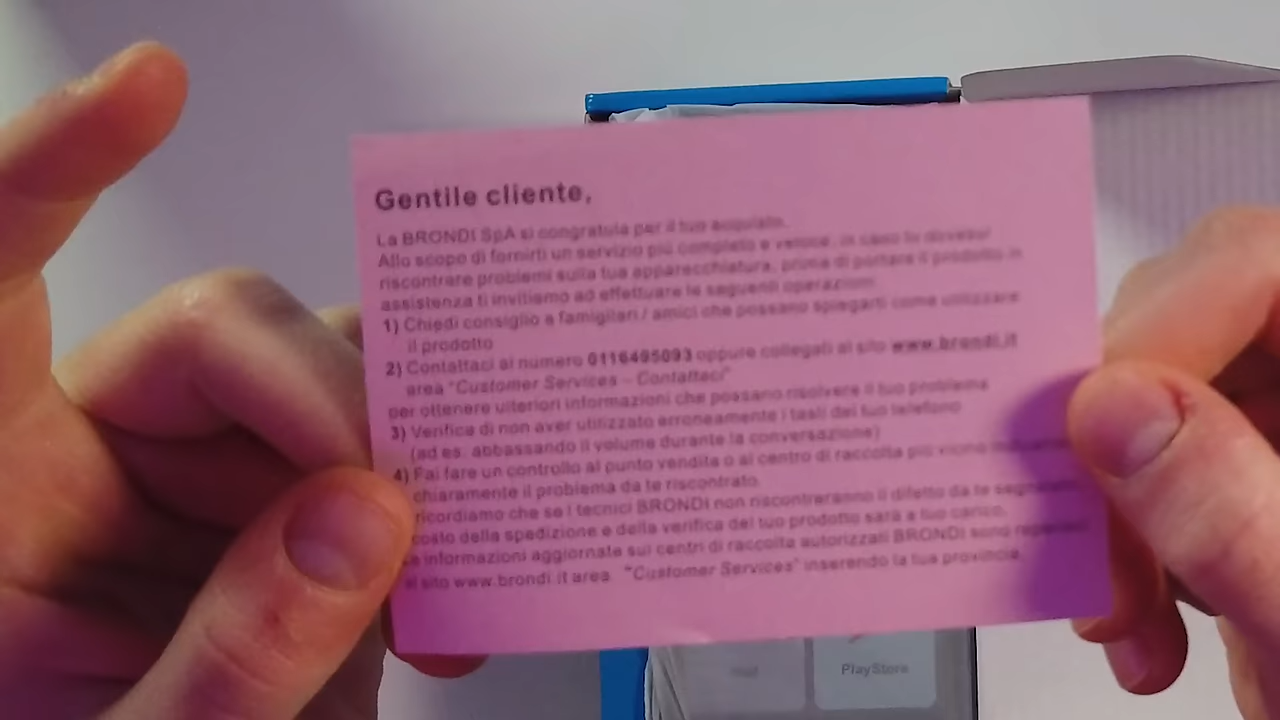 Gentile cliente,
La BRONDI SpA si congratula per il tuo acquisto.
Allo scopo di fornirti un servizio più completo e veloce, in caso tu dovessi
riscontrare problemi sulla tua apparecchiatura, prima di portare il prodotto in
assistenza ti invitiamo ad effettuare le seguenti operazioni:
1) Chiedi consiglio a famigliari / amici che possano spiegarti come utilizzare
il prodotto
2) Contattaci al numero 0116495093 oppure collegati al sito www.brondi.it
area "Customer Services – Contattaci"
per ottenere ulteriori informazioni che possano risolvere il tuo problema
3) Verifica di non aver utilizzato erroneamente i tasti del tuo telefono
(ad es. abbassando il volume durante la conversazione)
4) Fai fare un controllo al punto vendita o al centro di raccolta più vicino
chiaramente il problema da te riscontrato.
ricordiamo che se i tecnici BRONDI non riscontreranno il difetto da te
costo della spedizione e della verifica del tuo prodotto sarà a tuo carico.
e informazioni aggiornate sui centri di raccolta autorizzati BRONDI sono
sito www.brondi.it area "Customer Services" inserendo la tua provincia.
PlayStore